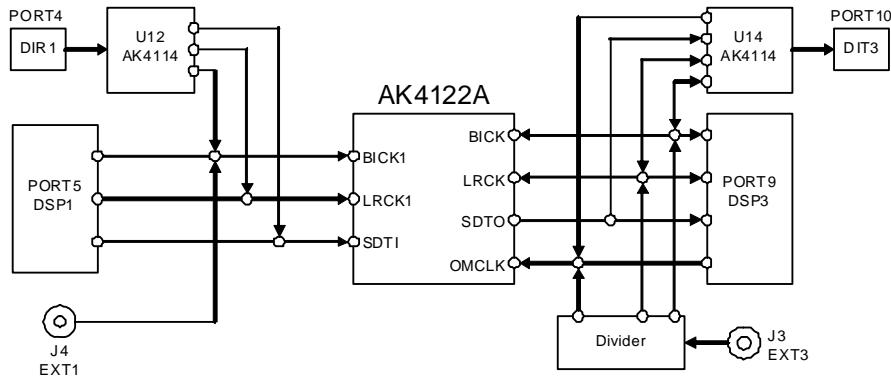 PORT4
DIR1
U12
AK4114
AK4122A
U14
AK4114
PORT10
DIT3
PORT5
DSP1
BICK1
LRCK1
SDTI
BICK
LRCK
SDTO
OMCLK
PORT9
DSP3
J4
EXT1
Divider
J3
EXT3